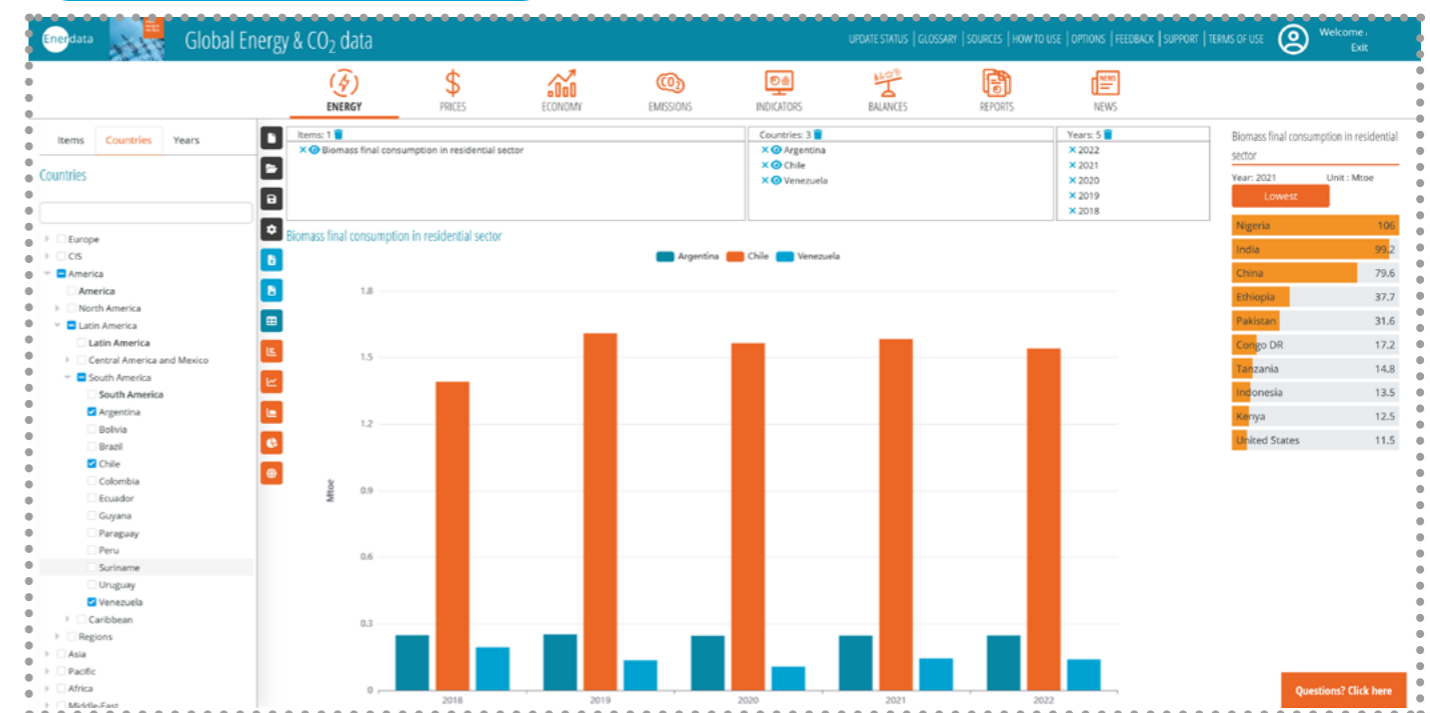 Enerdata
Global Energy & CO₂ data
UPDATE STATUS | GLOSSARY | SOURCES | HOW TO USE | OPTIONS | FEEDBACK | SUPPORT | TERMS OF USE
Welcome
Exit
ENERGY
PRICES
ECONOMY
CO₂
EMISSIONS
INDICATORS
BALANCES
REPORTS
NEWS
NEWS
Items
Countries
Years
Countries
Europe
CIS
America
America
North America
Latin America
Latin America
Central America and Mexico
South America
South America
Argentina
Bolivia
Brazil
Chile
Colombia
Ecuador
Guyana
Paraguay
Peru
Suriname
Uruguay
Venezuela
Caribbean
Regions
Asia
Pacific
Africa
Middle-East
Items: 1
Biomass final consumption in residential sector
Countries: 3
Argentina
Chile
Venezuela
Years: 5
2022
2021
2020
2019
2018
Biomass final consumption in residential sector
Argentina Chile Venezuela
Mtoe
1.8
1.5
1.2
0.9
0.6
0.3
0
2018 2019 2020 2021 2022
Biomass final consumption in residential
sector
Year: 2021 Unit : Mtoe
Lowest
Nigeria 106
India 99.2
China 79.6
Ethiopia 37.7
Pakistan 31.6
Congo DR 17.2
Tanzania 14.8
Indonesia 13.5
Kenya 12.5
United States 11.5
Questions? Click here